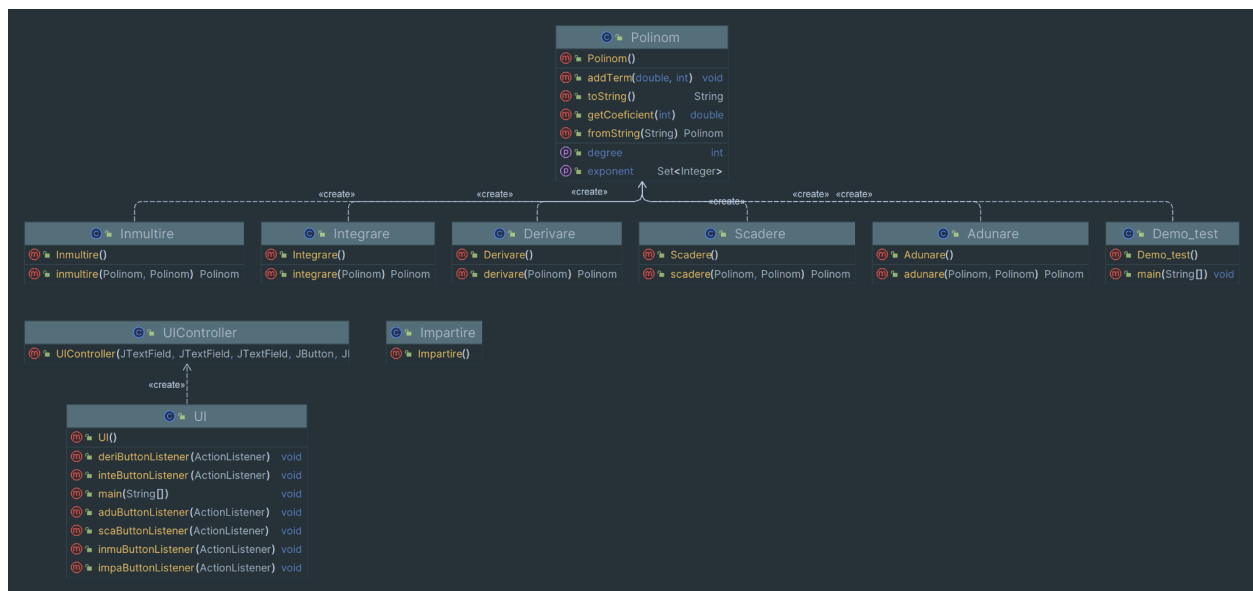 Polinom
Polinom()
addTerm(double, int) void
toString() String
getCoeficient(int) double
fromString(String) Polinom
degree int
exponent Set<Integer>
«create» «create» «create» «create» «create» «create»
Inmultire
Inmultire()
inmultire(Polinom, Polinom) Polinom
Integrare
Integrare()
integrare(Polinom) Polinom
Derivare
Derivare()
derivare(Polinom) Polinom
Scadere
Scadere()
scadere(Polinom, Polinom) Polinom
Adunare
Adunare()
adunare(Polinom, Polinom) Polinom
Demo_test
Demo_test()
main(String[]) void
UIController
UIController(JTextField, JTextField, JTextField, JButton,
Impartire
Impartire()
«create»
UI
UI()
deriButtonListener(ActionListener) void
inteButtonListener(ActionListener) void
main(String[]) void
aduButtonListener(ActionListener) void
scaButtonListener(ActionListener) void
inmuButtonListener(ActionListener) void
impaButtonListener(ActionListener) void